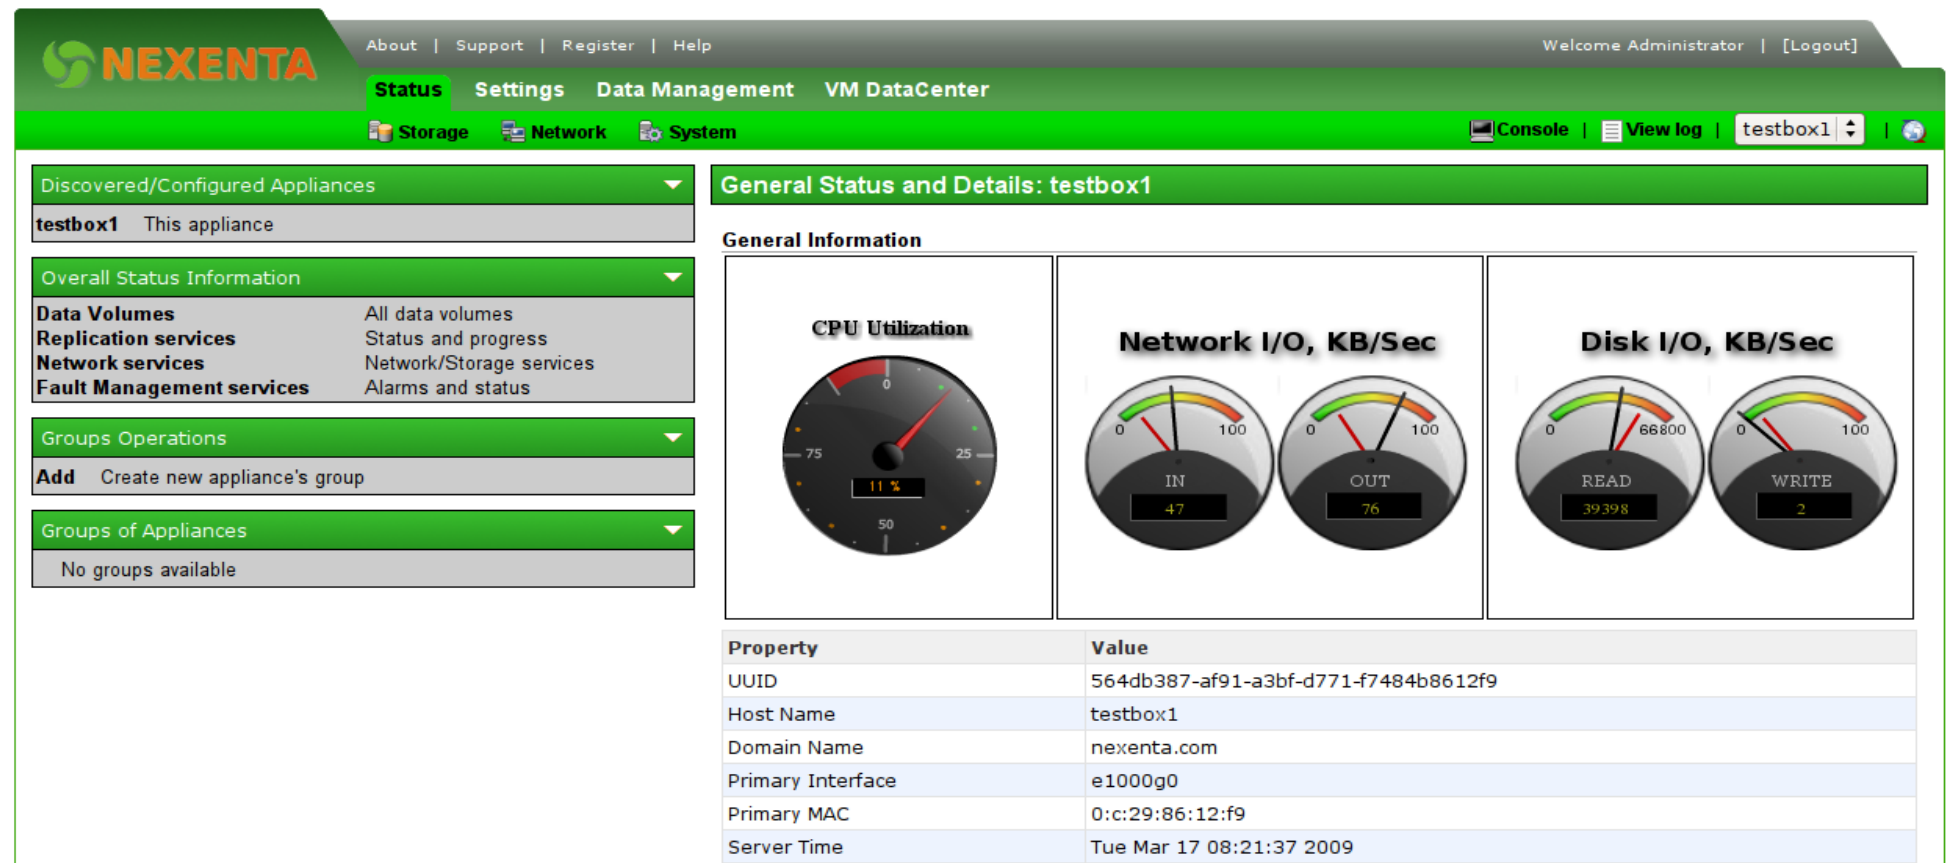 NEXENTA
About | Support | Register | Help
Welcome Administrator | [Logout]
Status Settings Data Management VM DataCenter
Storage Network System
Console | View log | testbox1 |
Discovered/Configured Appliances
testbox1 This appliance
Overall Status Information
Data Volumes All data volumes
Replication services Status and progress
Network services Network/Storage services
Fault Management services Alarms and status
Groups Operations
Add Create new appliance's group
Groups of Appliances
No groups available
General Status and Details: testbox1
General Information
CPU Utilization
0
75 25
11 %
50
Network I/O, KB/Sec
0 100 0 100
IN OUT
47 76
Disk I/O, KB/Sec
0 66800 0 100
READ WRITE
39398 2
Property Value
UUID 564db387-af91-a3bf-d771-f7484b8612f9
Host Name testbox1
Domain Name nexenta.com
Primary Interface e1000g0
Primary MAC 0:c:29:86:12:f9
Server Time Tue Mar 17 08:21:37 2009